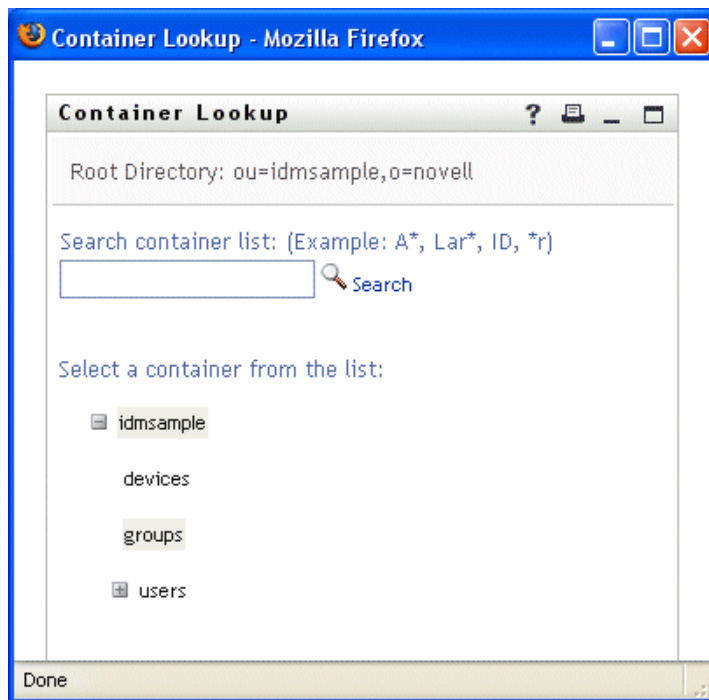 Container Lookup - Mozilla Firefox
Container Lookup
Root Directory: ou=idmsample,o=novell
Search container list: (Example: A*, Lar*, ID, *r)
Search
Select a container from the list:
idmsample
devices
groups
users
Done